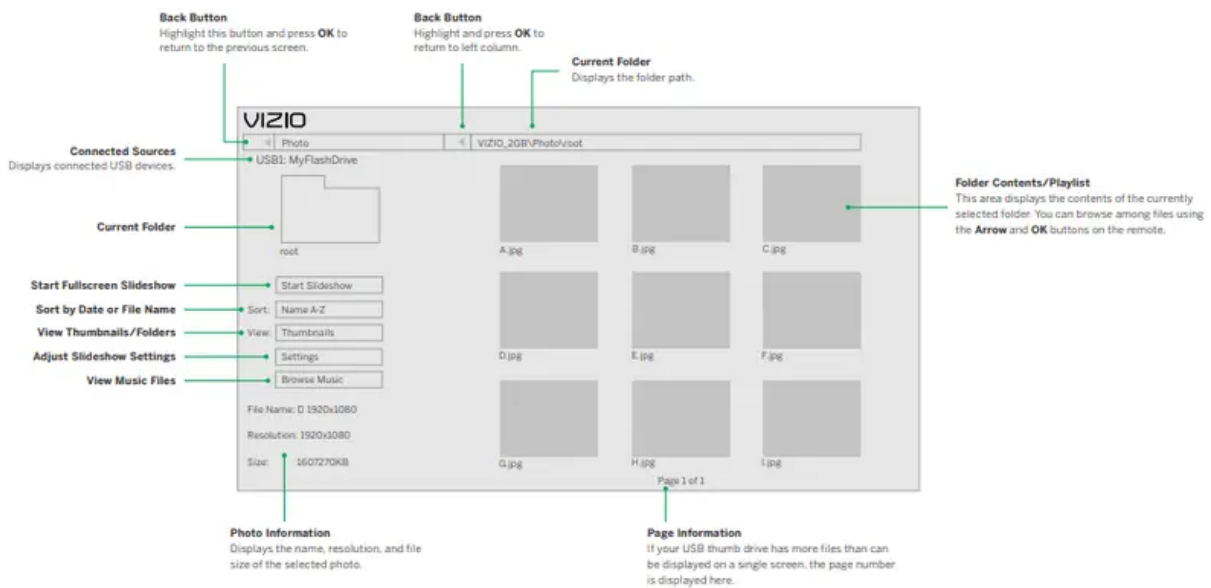 Back Button
Highlight this button and press OK to
return to the previous screen.
Back Button
Highlight and press OK to
return to left column.
Current Folder
Displays the folder path.
VIZIO
Photo
VIZIO_2GB\Photo\root
Connected Sources
Displays connected USB devices.
USB1: MyFlashDrive
Current Folder
root
A.jpg
B.jpg
C.jpg
Folder Contents/Playlist
This area displays the contents of the currently
selected folder. You can browse among files using
the Arrow and OK buttons on the remote.
Start Fullscreen Slideshow
Start Slideshow
Sort by Date or File Name
Sort: Name A-Z
View Thumbnails/Folders
View: Thumbnails
Adjust Slideshow Settings
Settings
View Music Files
Browse Music
D.jpg
E.jpg
F.jpg
File Name: D 1920x1080
Resolution: 1920x1080
Size: 1607270KB
G.jpg
H.jpg
I.jpg
Page 1 of 1
Photo Information
Displays the name, resolution, and file
size of the selected photo.
Page Information
If your USB thumb drive has more files than can
be displayed on a single screen, the page number
is displayed here.